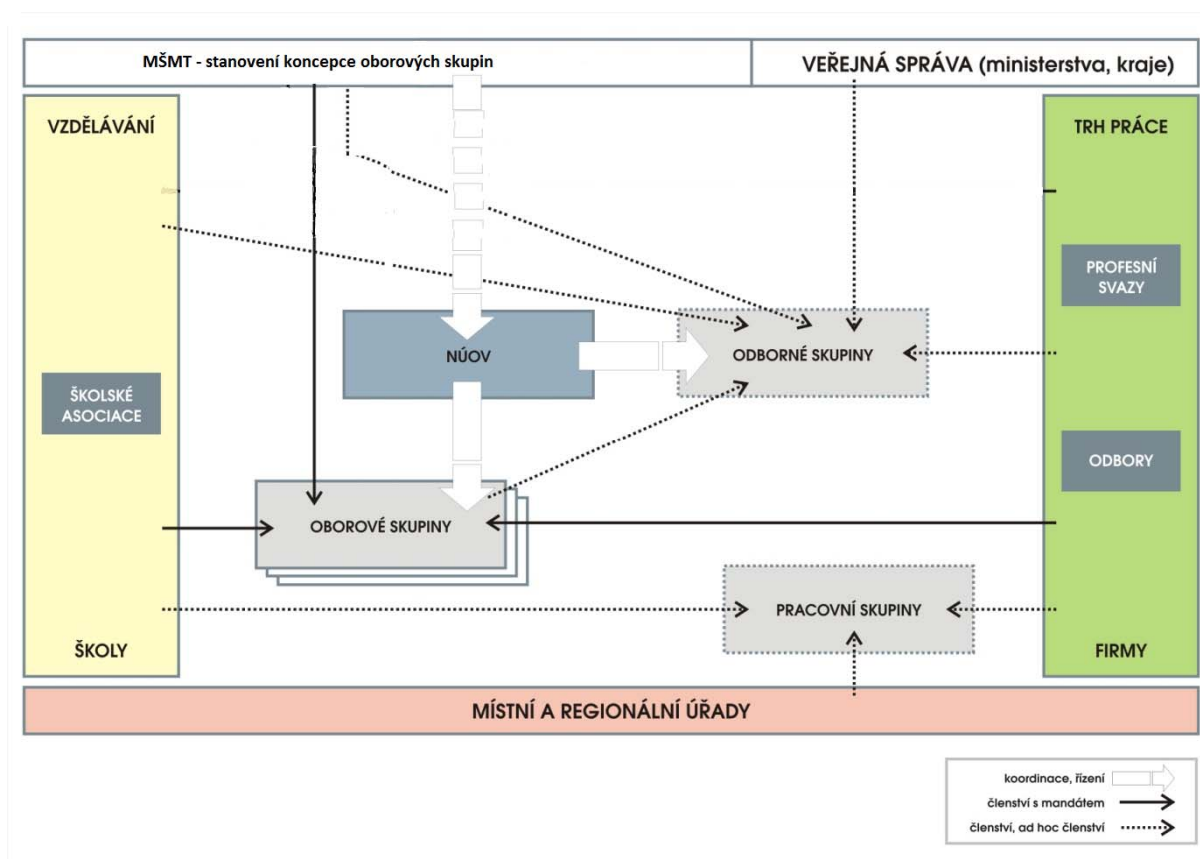 MŠMT - stanovení koncepce oborových skupin
VEŘEJNÁ SPRÁVA (ministerstva, kraje)
VZDĚLÁVÁNÍ
TRH PRÁCE
PROFESNÍ
SVAZY
NÚOV
ODBORNÉ SKUPINY
ŠKOLSKÉ
ASOCIACE
ODBORY
OBOROVÉ SKUPINY
PRACOVNÍ SKUPINY
ŠKOLY
FIRMY
MÍSTNÍ A REGIONÁLNÍ ÚŘADY
koordinace, řízení
členství s mandátem
členství, ad hoc členství